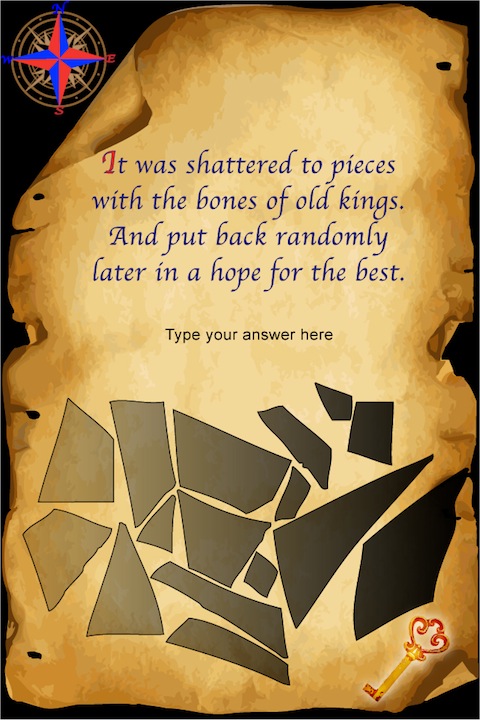 N
W E
S
It was shattered to pieces
with the bones of old kings.
And put back randomly
later in a hope for the best.
Type your answer here